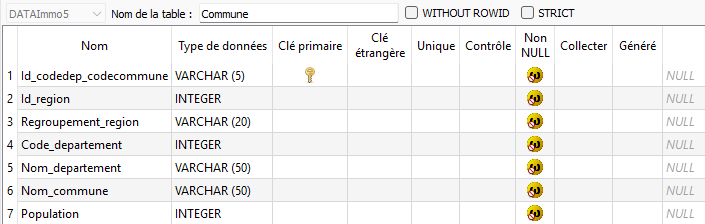 DATAImmo5 Nom de la table : Commune WITHOUT ROWID STRICT
Nom Type de données Clé primaire Clé étrangère Unique Contrôle Non NULL Collecter Généré
1 Id_codedep_codecommune VARCHAR (5) NULL
2 Id_region INTEGER NULL
3 Regroupement_region VARCHAR (20) NULL
4 Code_departement INTEGER NULL
5 Nom_departement VARCHAR (50) NULL
6 Nom_commune VARCHAR (50) NULL
7 Population INTEGER NULL